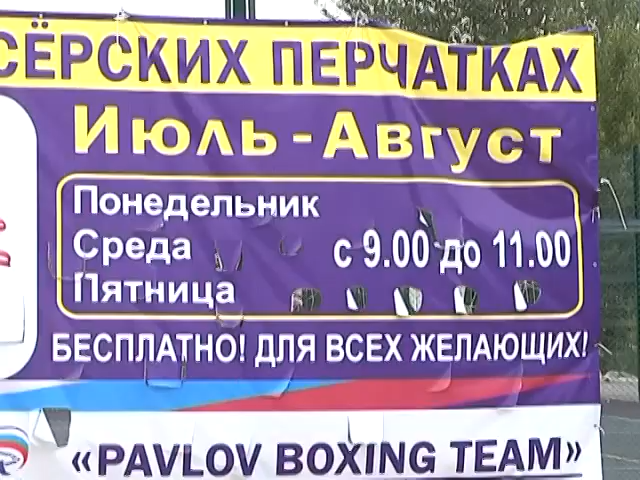 СЁРСКИХ ПЕРЧАТКАХ
Июль - Август
Понедельник
Среда с 9.00 до 11.00
Пятница
БЕСПЛАТНО! ДЛЯ ВСЕХ ЖЕЛАЮЩИХ!
«PAVLOV BOXING TEAM»